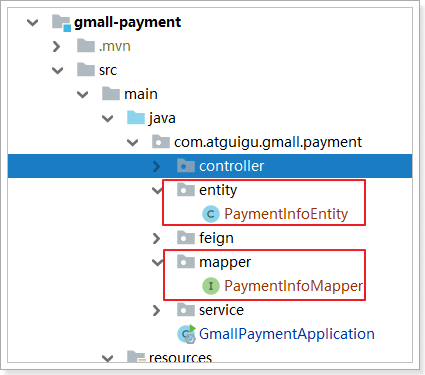 gmall-payment
.mvn
src
main
java
com.atguigu.gmall.payment
controller
entity
C PaymentInfoEntity
feign
mapper
I PaymentInfoMapper
service
GmallPaymentApplication
resources